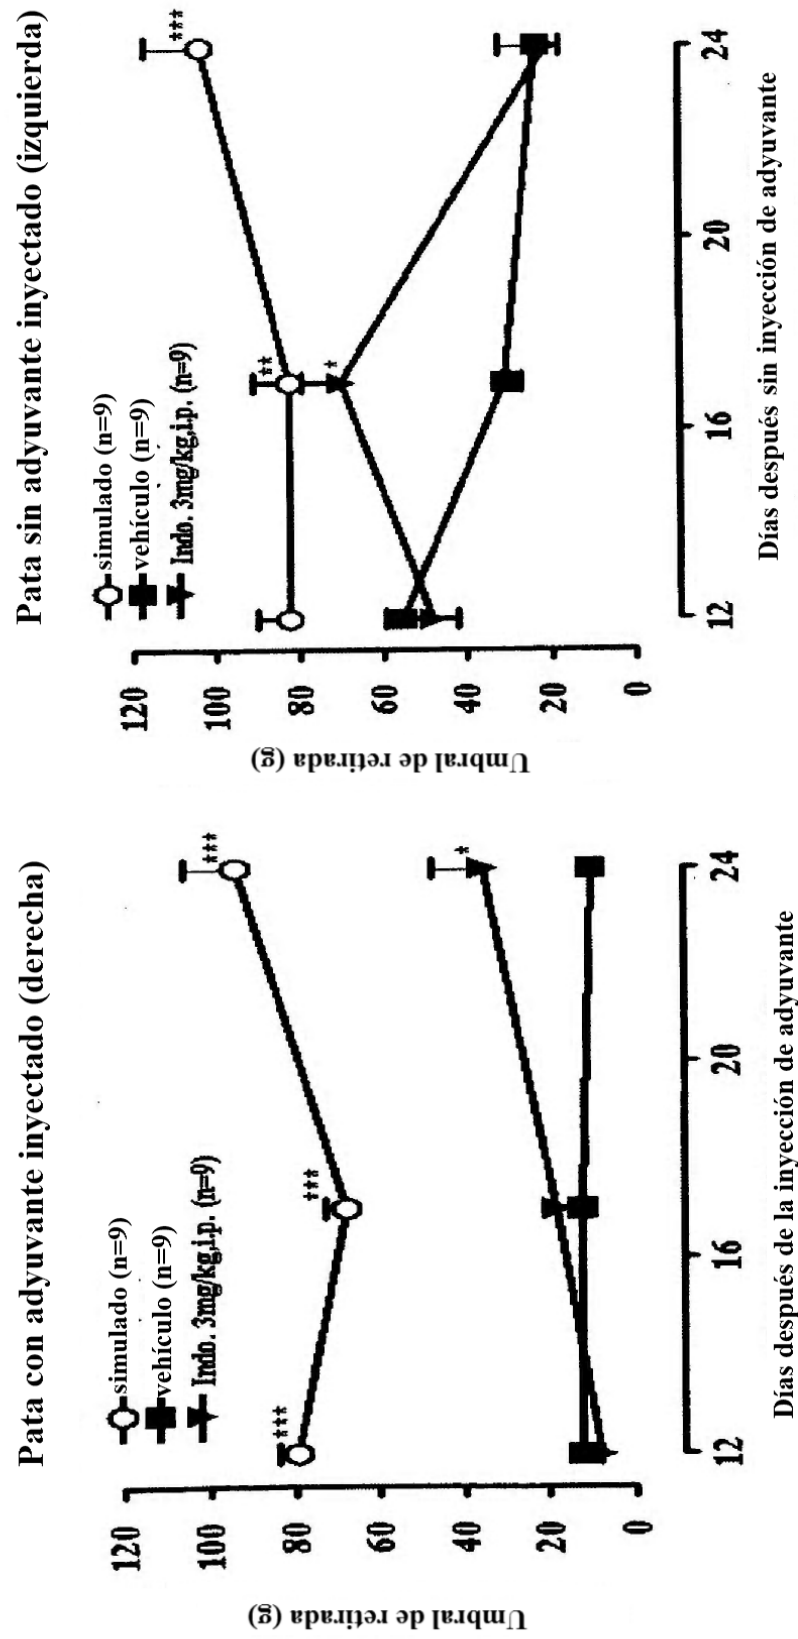 Pata con adyuvante inyectado (derecha)
simulado (n=9)
vehículo (n=9)
Indo. 3mg/kg,i.p. (n=9)
***
***
***
*
120
100
80
60
40
20
0
Umbral de retirada (g)
12
16
20
24
Días después de la inyección de adyuvante
Pata sin adyuvante inyectado (izquierda)
simulado (n=9)
vehículo (n=9)
Indo. 3mg/kg,i.p. (n=9)
**
*
***
120
100
80
60
40
20
0
Umbral de retirada (g)
12
16
20
24
Días después sin inyección de adyuvante